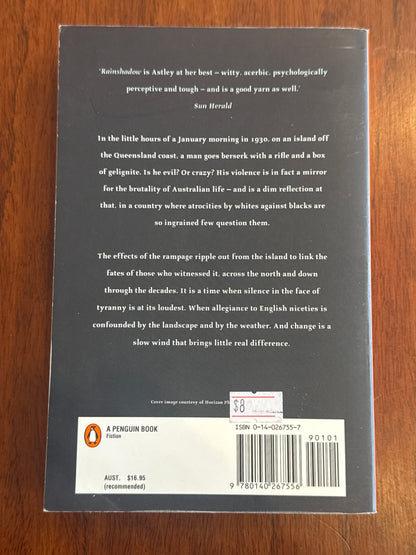 'Rainshadow is Astley at her best – witty, acerbic, psychologically
perceptive and tough – and is a good yarn as well.'
Sun Herald
In the little hours of a January morning in 1930, on an island off
the Queensland coast, a man goes berserk with a rifle and a box
of gelignite. Is he evil? Or crazy? His violence is in fact a mirror
for the brutality of Australian life – and is a dim reflection at
that, in a country where atrocities by whites against blacks are
so ingrained few question them.
The effects of the rampage ripple out from the island to link the
fates of those who witnessed it, across the north and down
through the decades. It is a time when silence in the face of
tyranny is at its loudest. When allegiance to English niceties is
confounded by the landscape and by the weather. And change is a
slow wind that brings little real difference.
Cover image courtesy of Horizon
$8
A PENGUIN BOOK
Fiction
AUST. $16.95
(recommended)
ISBN 0-14-026755-7
90101
9 780140 267556